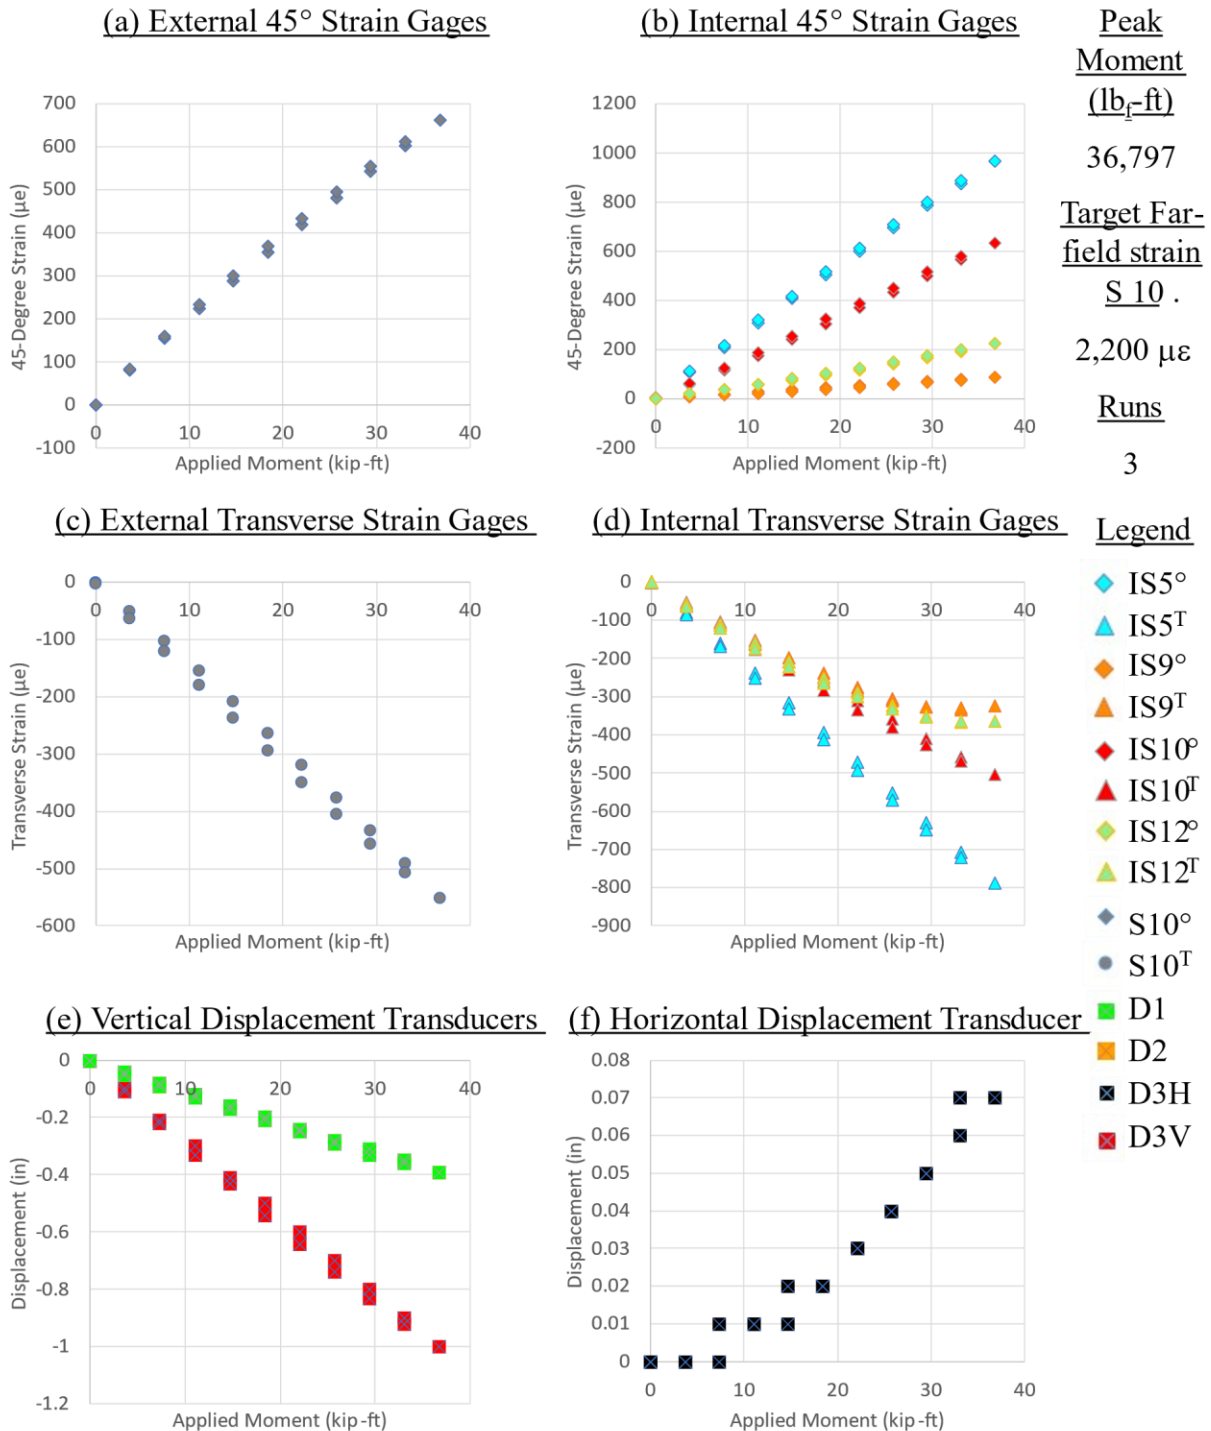 (a) External 45° Strain Gages
700
600
500
400
300
200
100
0
-100
0
10
20
30
40
45-Degree Strain (μe)
Applied Moment (kip-ft)
(b) Internal 45° Strain Gages
1200
1000
800
600
400
200
0
-200
0
10
20
30
40
45-Degree Strain (μe)
Applied Moment (kip-ft)
Peak
Moment
(lbf-ft)
36,797
Target Far-
field strain
S 10 .
2,200 με
Runs
3
(c) External Transverse Strain Gages
0
-100
-200
-300
-400
-500
-600
0
10
20
30
40
Transverse Strain (μe)
Applied Moment (kip-ft)
(d) Internal Transverse Strain Gages
0
-100
-200
-300
-400
-500
-600
-700
-800
-900
0
10
20
30
40
Transverse Strain (μe)
Applied Moment (kip-ft)
Legend
IS5°
IS5ᵀ
IS9°
IS9ᵀ
IS10°
IS10ᵀ
IS12°
IS12ᵀ
S10°
S10ᵀ
D1
D2
D3H
D3V
(e) Vertical Displacement Transducers
0
-0.2
-0.4
-0.6
-0.8
-1
-1.2
0
10
20
30
40
Displacement (in)
Applied Moment (kip-ft)
(f) Horizontal Displacement Transducer
0.08
0.07
0.06
0.05
0.04
0.03
0.02
0.01
0
0
10
20
30
40
Displacement (in)
Applied Moment (kip-ft)